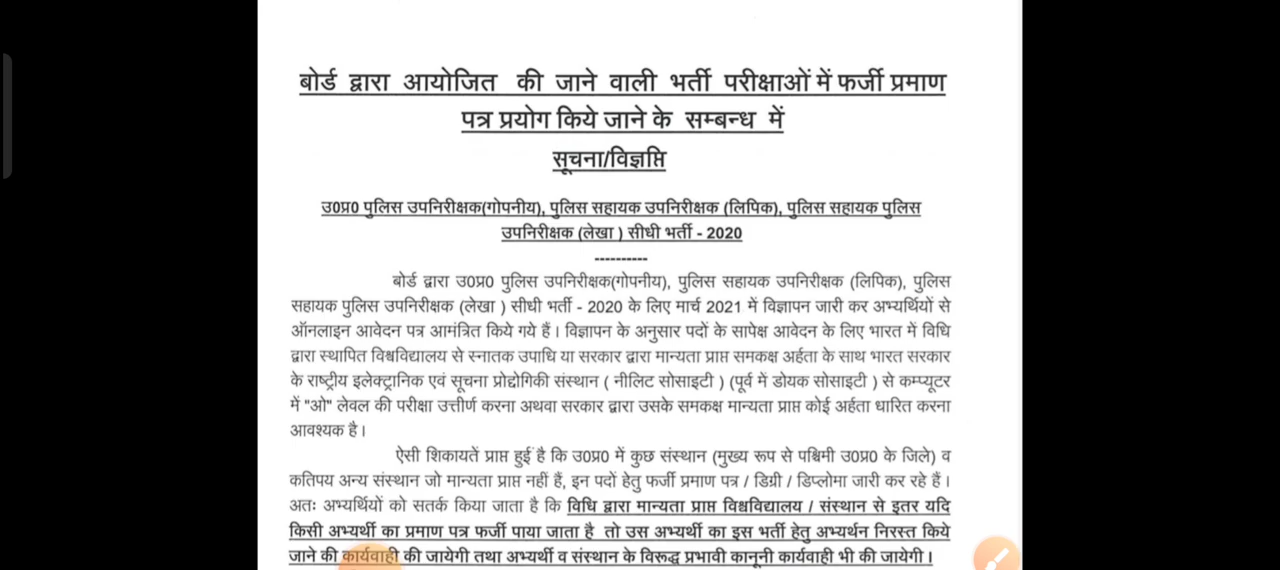 बोर्ड द्वारा आयोजित की जाने वाली भर्ती परीक्षाओं में फर्जी प्रमाण
पत्र प्रयोग किये जाने के सम्बन्ध में
सूचना/विज्ञप्ति
उ0प्र0 पुलिस उपनिरीक्षक(गोपनीय), पुलिस सहायक उपनिरीक्षक (लिपिक), पुलिस सहायक पुलिस
उपनिरीक्षक (लेखा ) सीधी भर्ती - 2020
----------
बोर्ड द्वारा उ0प्र0 पुलिस उपनिरीक्षक(गोपनीय), पुलिस सहायक उपनिरीक्षक (लिपिक), पुलिस
सहायक पुलिस उपनिरीक्षक (लेखा ) सीधी भर्ती - 2020 के लिए मार्च 2021 में विज्ञापन जारी कर अभ्यर्थियों से
ऑनलाइन आवेदन पत्र आमंत्रित किये गये हैं। विज्ञापन के अनुसार पदों के सापेक्ष आवेदन के लिए भारत में विधि
द्वारा स्थापित विश्वविद्यालय से स्नातक उपाधि या सरकार द्वारा मान्यता प्राप्त समकक्ष अर्हता के साथ भारत सरकार
के राष्ट्रीय इलेक्ट्रानिक एवं सूचना प्रोद्योगिकी संस्थान ( नीलिट सोसाइटी ) (पूर्व में डोयक सोसाइटी ) से कम्प्यूटर
में "ओ" लेवल की परीक्षा उत्तीर्ण करना अथवा सरकार द्वारा उसके समकक्ष मान्यता प्राप्त कोई अर्हता धारित करना
आवश्यक है।
ऐसी शिकायतें प्राप्त हुई है कि उ0प्र0 में कुछ संस्थान (मुख्य रूप से पश्चिमी उ0प्र0 के जिले) व
कतिपय अन्य संस्थान जो मान्यता प्राप्त नहीं हैं, इन पदों हेतु फर्जी प्रमाण पत्र / डिग्री / डिप्लोमा जारी कर रहे हैं।
अतः अभ्यर्थियों को सतर्क किया जाता है कि विधि द्वारा मान्यता प्राप्त विश्वविद्यालय / संस्थान से इतर यदि
किसी अभ्यर्थी का प्रमाण पत्र फर्जी पाया जाता है तो उस अभ्यर्थी का इस भर्ती हेतु अभ्यर्थन निरस्त किये
जाने की कार्यवाही की जायेगी तथा अभ्यर्थी व संस्थान के विरूद्ध प्रभावी कानूनी कार्यवाही भी की जायेगी।